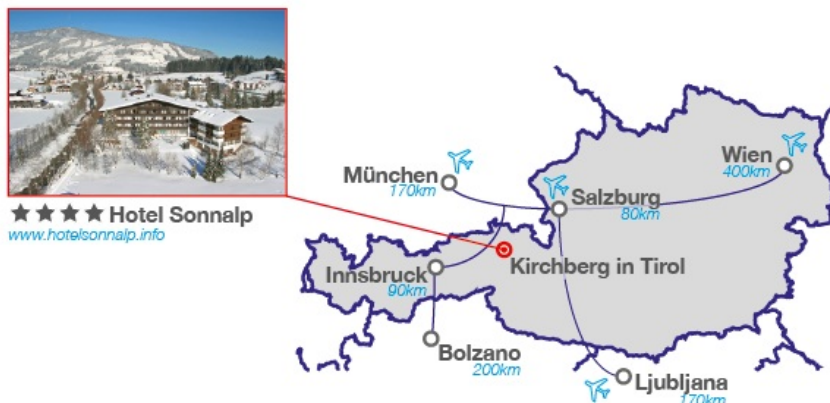 ★★★★ Hotel Sonnalp
www.hotelsonnalp.info
München
170km
Wien
400km
Salzburg
80km
Innsbruck
90km
Kirchberg in Tirol
Bolzano
200km
Ljubljana
170km